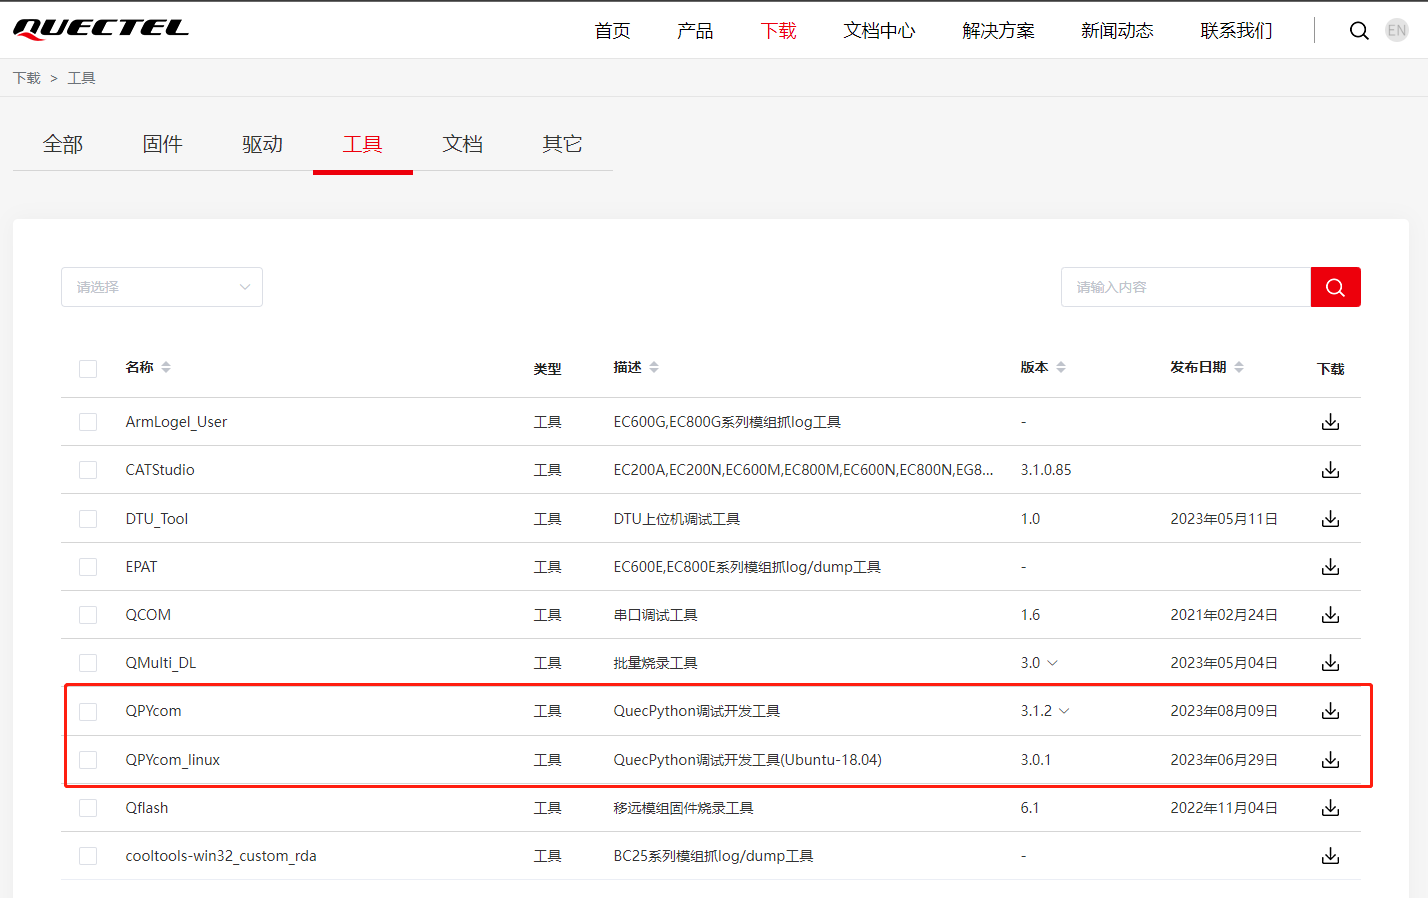 QUECTEL 首页 产品 下载 文档中心 解决方案 新闻动态 联系我们 EN
下载 > 工具
全部 固件 驱动 工具 文档 其它
请选择 请输入内容
名称 类型 描述 版本 发布日期 下载
ArmLogel_User 工具 EC600G,EC800G系列模组抓log工具 -
CATStudio 工具 EC200A,EC200N,EC600M,EC800M,EC600N,EC800N,EG8... 3.1.0.85
DTU_Tool 工具 DTU上位机调试工具 1.0 2023年05月11日
EPAT 工具 EC600E,EC800E系列模组抓log/dump工具 -
QCOM 工具 串口调试工具 1.6 2021年02月24日
QMulti_DL 工具 批量烧录工具 3.0 2023年05月04日
QPYcom 工具 QuecPython调试开发工具 3.1.2 2023年08月09日
QPYcom_linux 工具 QuecPython调试开发工具(Ubuntu-18.04) 3.0.1 2023年06月29日
Qflash 工具 移远模组固件烧录工具 6.1 2022年11月04日
cooltools-win32_custom_rda 工具 BC25系列模组抓log/dump工具 -